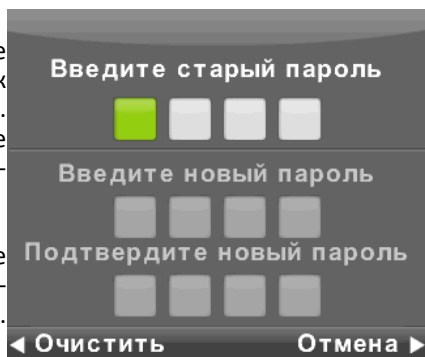 Введите старый пароль
Введите новый пароль
Подтвердите новый пароль
◀ Очистить Отмена ▶